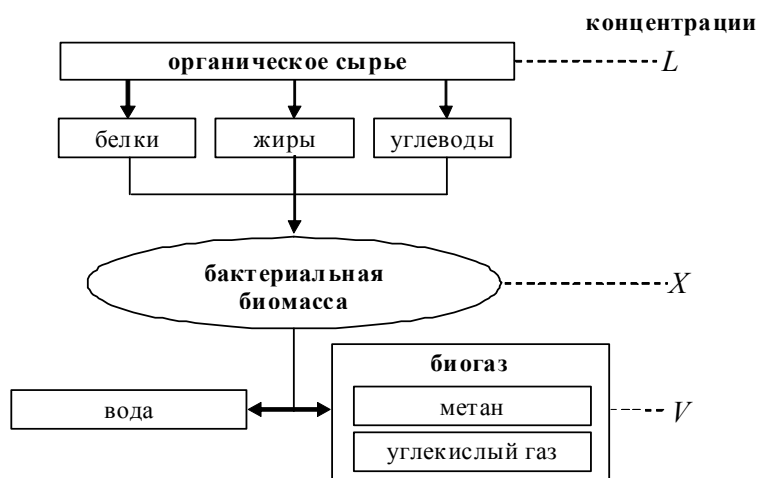 концентрации
органическое сырье
L
белки
жиры
углеводы
бактериальная
биомасса
X
биогаз
вода
метан
V
углекислый газ